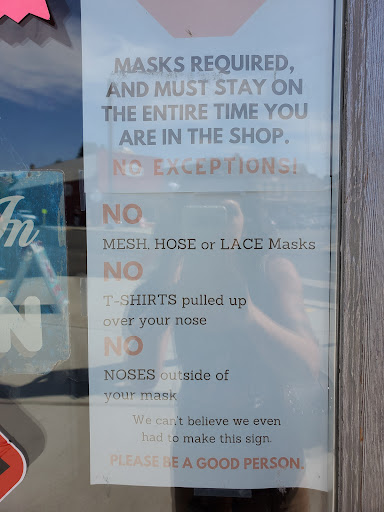 MASKS REQUIRED,
AND MUST STAY ON
THE ENTIRE TIME YOU
ARE IN THE SHOP.
NO EXCEPTIONS!
NO
MESH, HOSE or LACE Masks
NO
T-SHIRTS pulled up
over your nose
NO
NOSES outside of
your mask
We can't believe we even
had to make this sign.
PLEASE BE A GOOD PERSON.
In
N